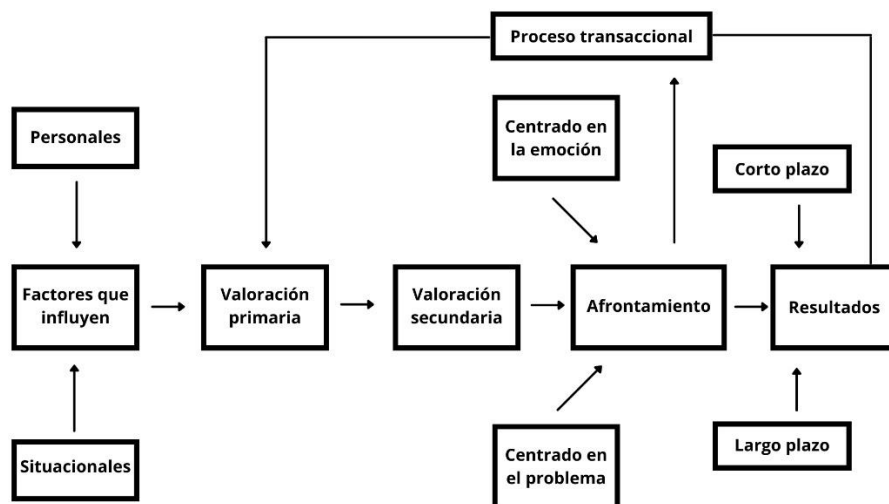 Proceso transaccional
Personales
Centrado en
la emoción
Corto plazo
Factores que
influyen
Valoración
primaria
Valoración
secundaria
Afrontamiento
Resultados
Situacionales
Centrado en
el problema
Largo plazo